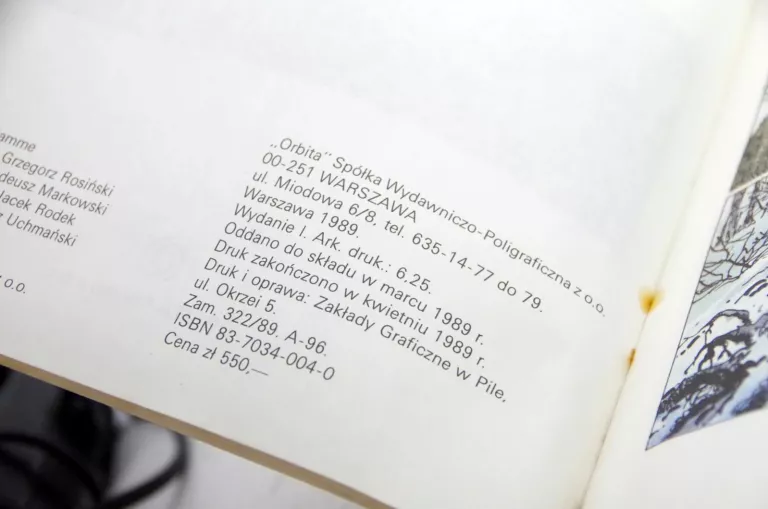 amme
Grzegorz Rosiński
deusz Markowski
Jacek Rodek
z Uchmański
z o.o.
„Orbita” Spółka Wydawniczo-Poligraficzna z o.o.
00-251 WARSZAWA
ul. Miodowa 6/8. tel. 635-14-77 do 79.
Warszawa 1989.
Wydanie I. Ark. druk.: 6.25.
Oddano do składu w marcu 1989 r.
Druk zakończono w kwietniu 1989 r.
Druk i oprawa: Zakłady Graficzne w Pile,
ul. Okrzei 5.
Zam. 322/89. A-96.
ISBN 83-7034-004-0
Cena zł 550,—